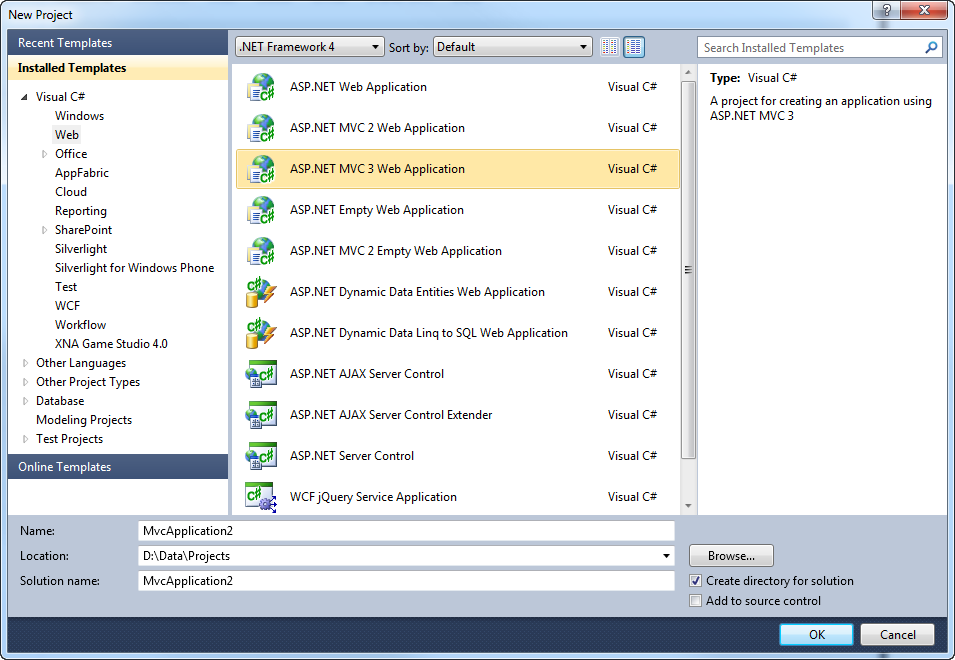 New Project
Recent Templates
Installed Templates
Visual C#
Windows
Web
Office
AppFabric
Cloud
Reporting
SharePoint
Silverlight
Silverlight for Windows Phone
Test
WCF
Workflow
XNA Game Studio 4.0
Other Languages
Other Project Types
Database
Modeling Projects
Test Projects
Online Templates
.NET Framework 4 Sort by: Default
ASP.NET Web Application Visual C#
ASP.NET MVC 2 Web Application Visual C#
ASP.NET MVC 3 Web Application Visual C#
ASP.NET Empty Web Application Visual C#
ASP.NET MVC 2 Empty Web Application Visual C#
ASP.NET Dynamic Data Entities Web Application Visual C#
ASP.NET Dynamic Data Linq to SQL Web Application Visual C#
ASP.NET AJAX Server Control Visual C#
ASP.NET AJAX Server Control Extender Visual C#
ASP.NET Server Control Visual C#
WCF jQuery Service Application Visual C#
Search Installed Templates
Type: Visual C#
A project for creating an application using
ASP.NET MVC 3
Name: MvcApplication2
Location: D:\Data\Projects Browse...
Solution name: MvcApplication2
Create directory for solution
Add to source control
OK Cancel